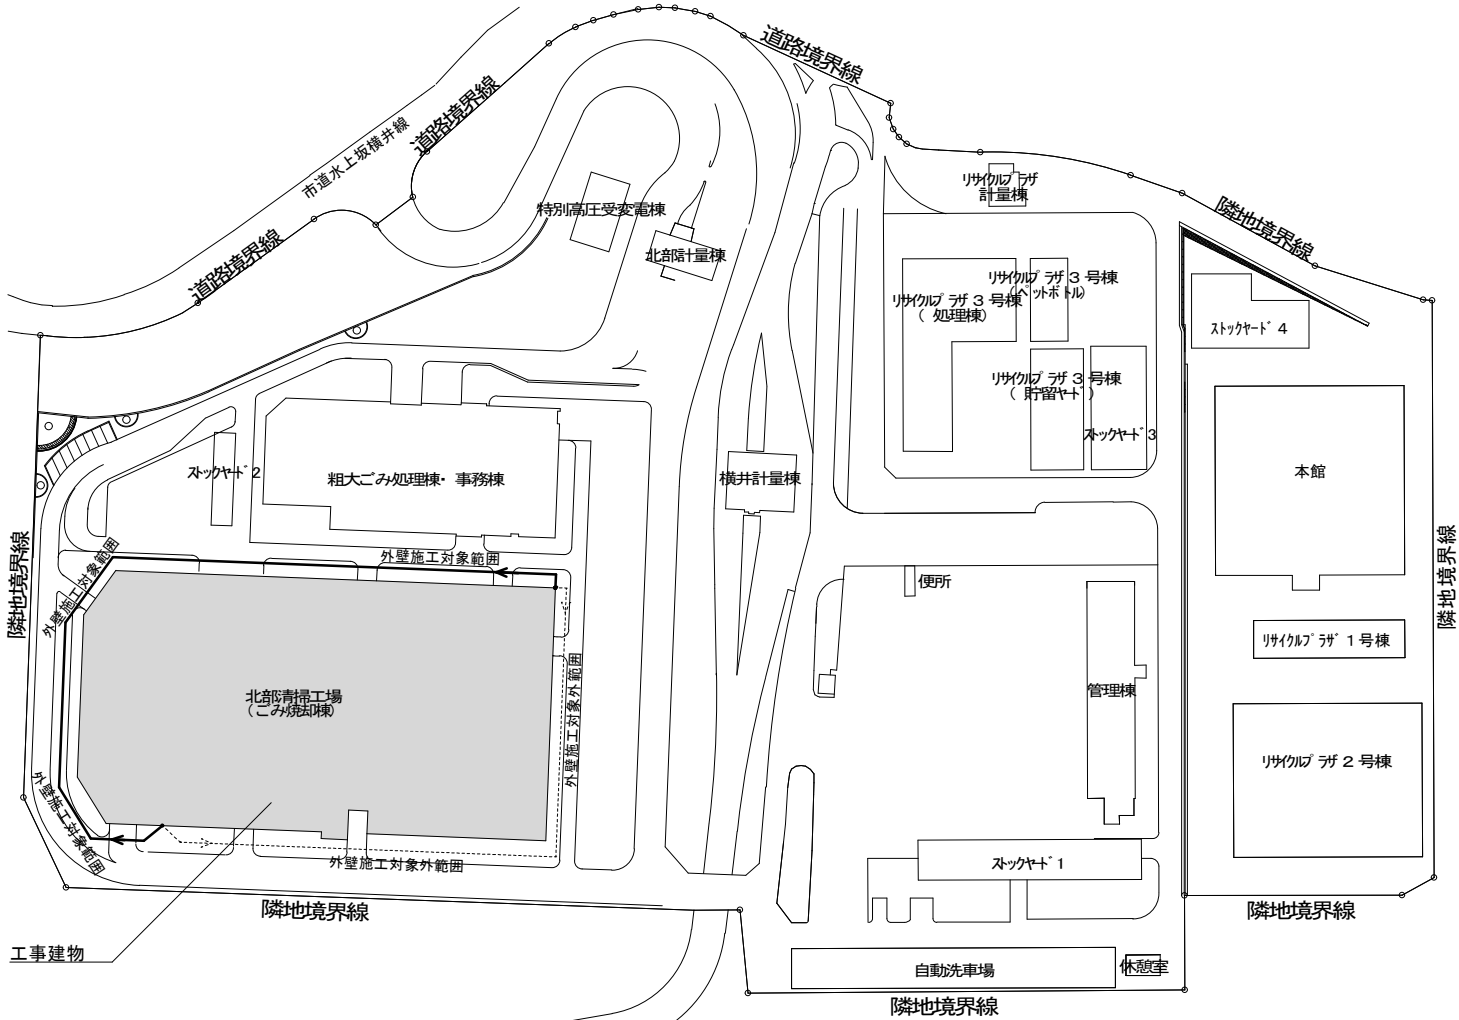 道路境界線
道路境界線
市道水上坂横井線
道路境界線
リサイクルプラザ
計量棟
隣地境界線
特別高圧受変電棟
北部計量棟
リサイクルプラザ３号棟
（ペットボトル）
リサイクルプラザ３号棟
（ 処理棟）
ストックヤード４
リサイクルプラザ３号棟
（ 貯留ヤード）
ストックヤード３
ストックヤード２
粗大ごみ処理棟・事務棟
横井計量棟
本館
隣地境界線
外壁施工対象範囲
外壁施工対象範囲
便所
隣地境界線
リサイクルプラザ１号棟
外壁施工対象外範囲
北部清掃工場
（ごみ焼却棟）
管理棟
リサイクルプラザ２号棟
外壁施工対象範囲
外壁施工対象外範囲
ストックヤード１
隣地境界線
隣地境界線
工事建物
自動洗車場
休憩室
隣地境界線